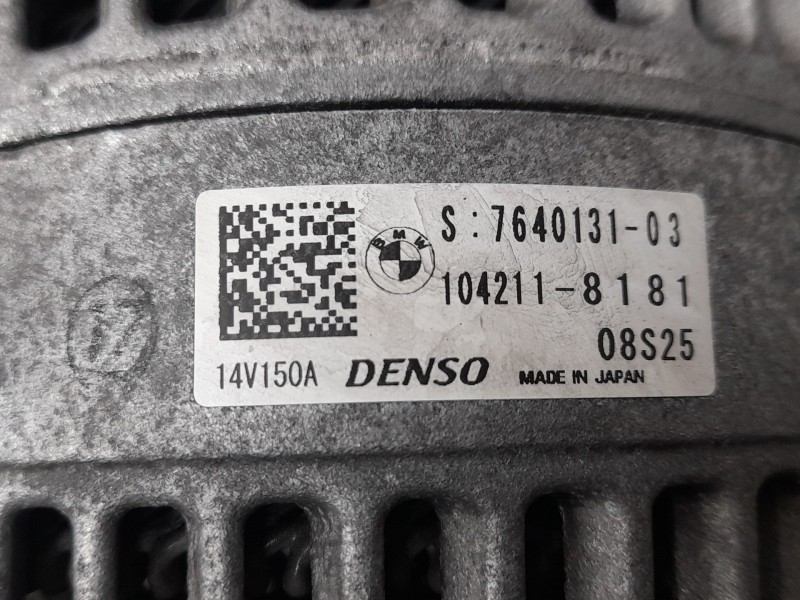 BMW
S : 7640131-03
104211-8181
08S25
14V150A DENSO MADE IN JAPAN